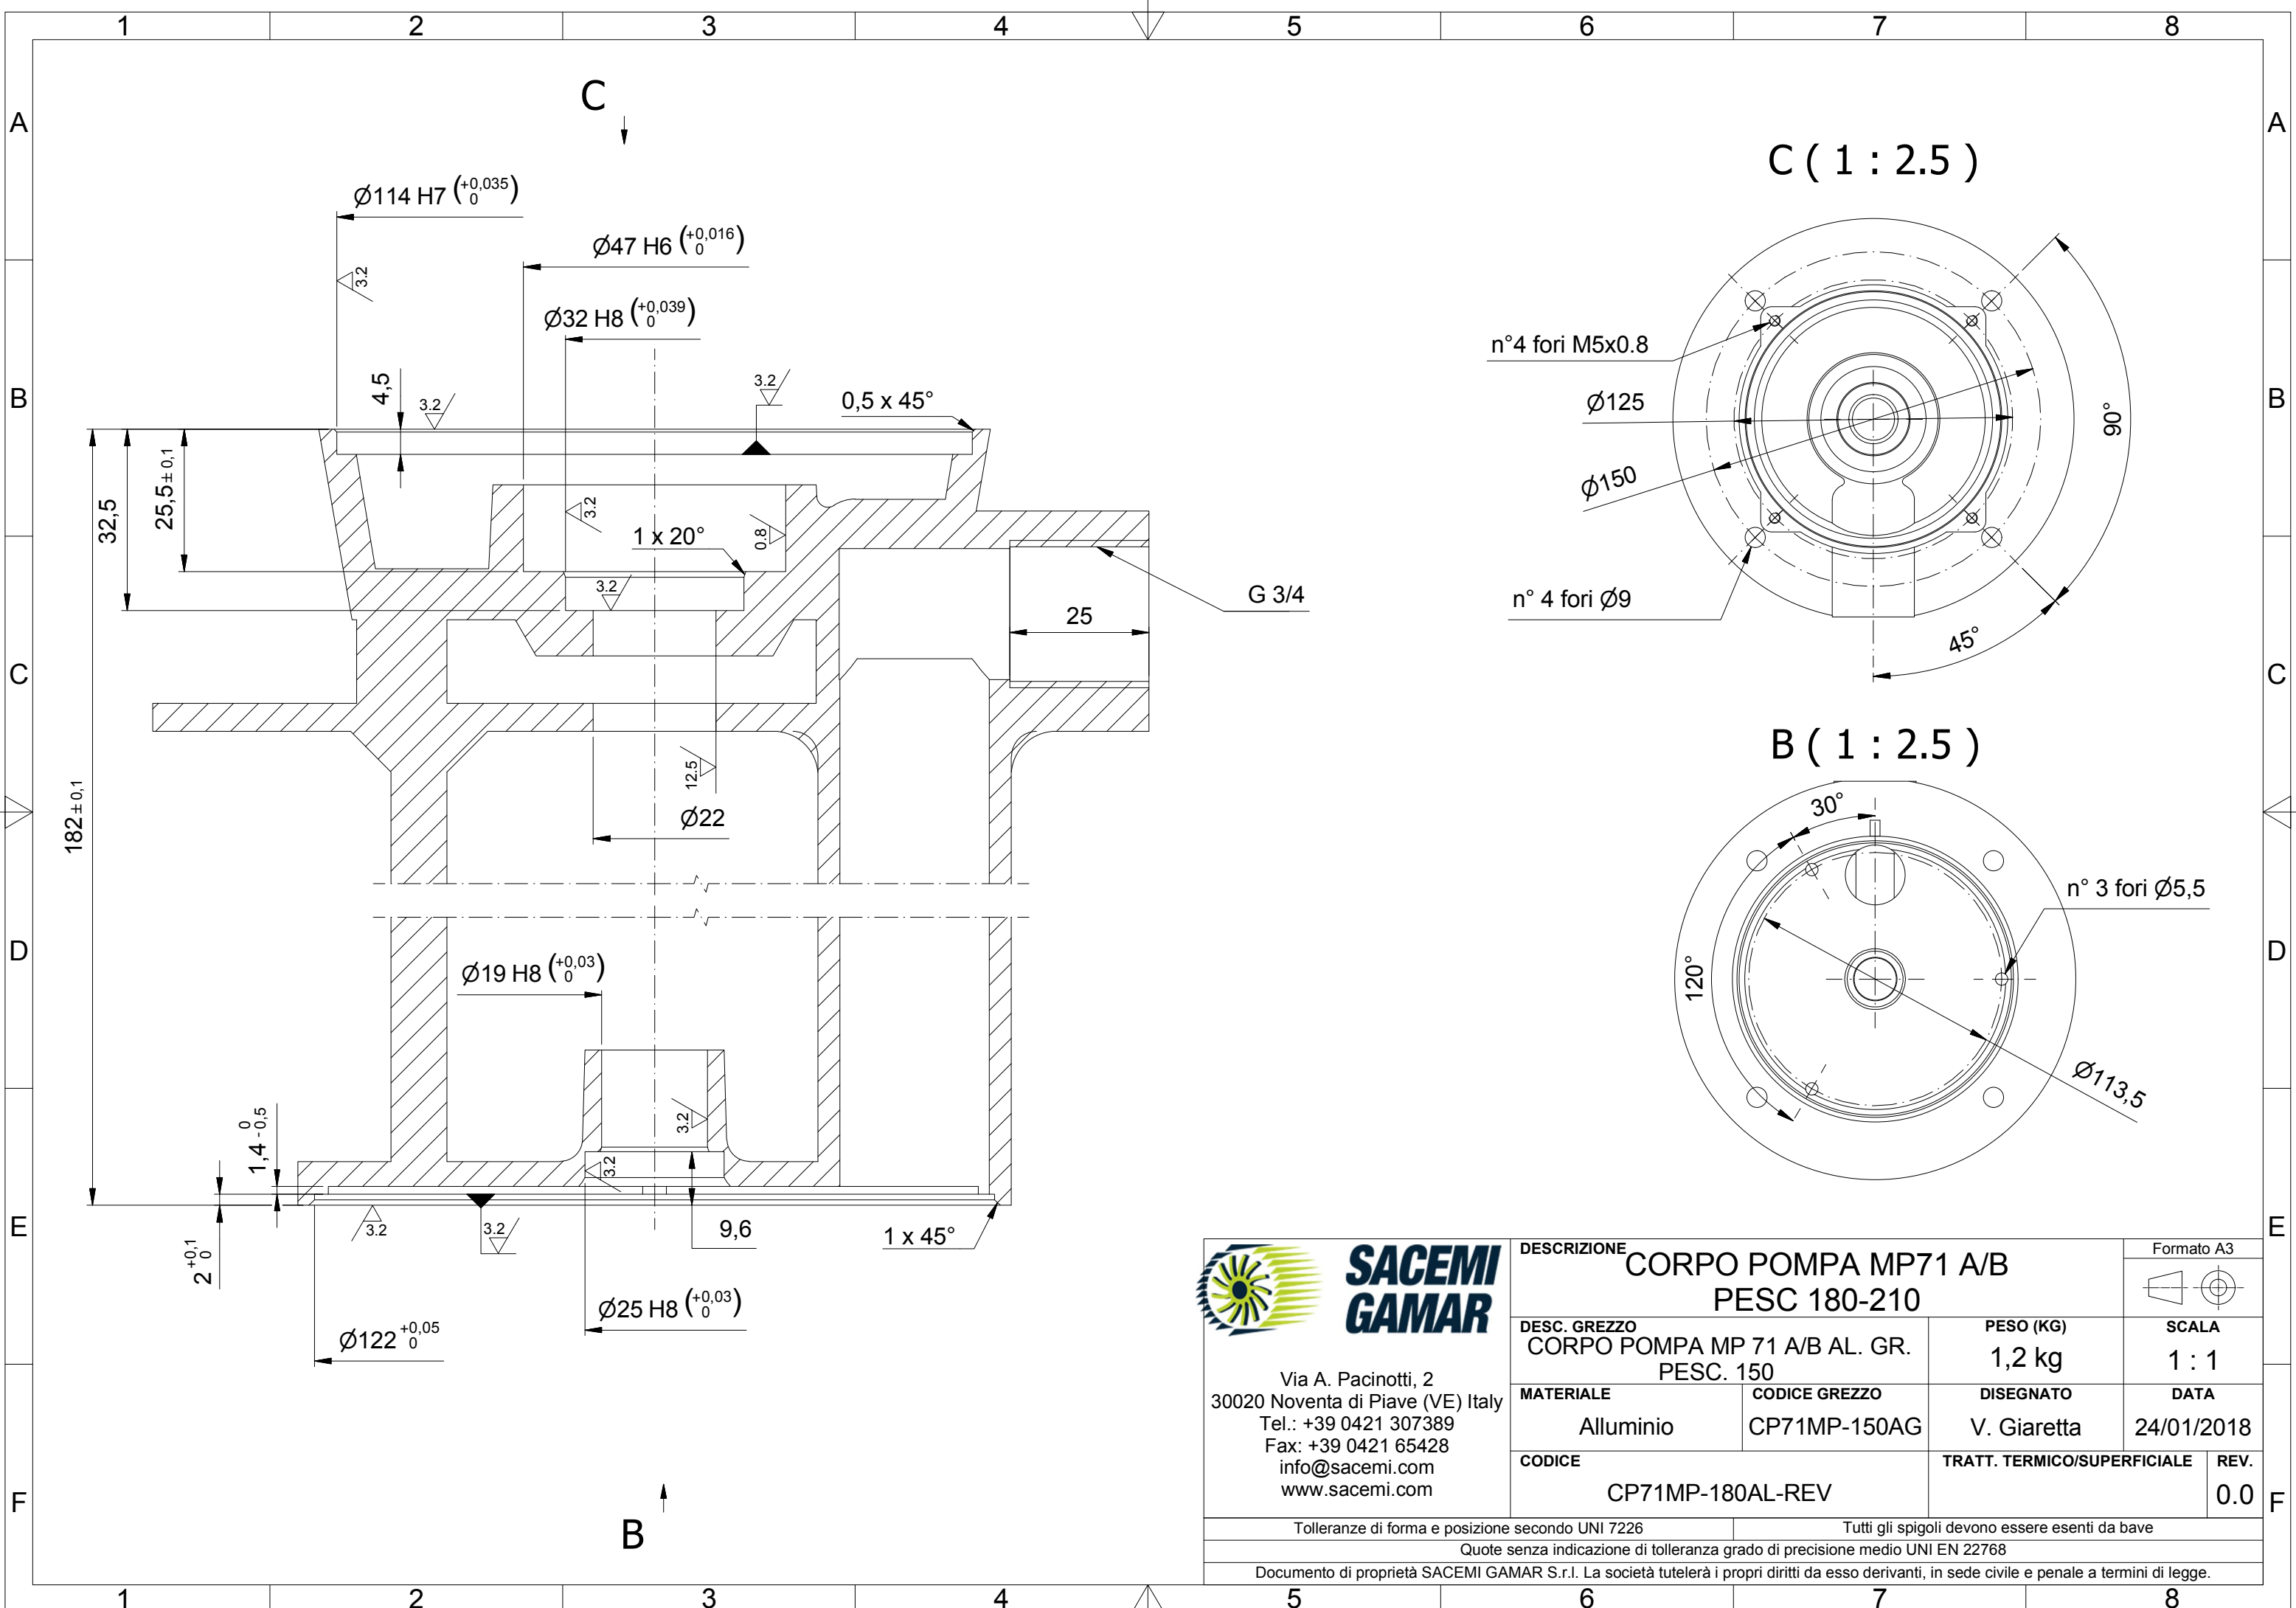 1 2 3 4 5 6 7 8
A A
B B
C C
D D
E E
F F
C
Ø114 H7 (+0,035 0)
Ø47 H6 (+0,016 0)
Ø32 H8 (+0,039 0)
3.2
4,5
3.2
3.2
0,5 x 45°
32,5
25,5±0,1
3.2
1 x 20°
0.8
3.2
G 3/4
25
182±0,1
12.5
Ø22
Ø19 H8 (+0,03 0)
3.2
3.2
1,4 0 -0,5
2 +0,1 0
3.2
3.2
9,6
1 x 45°
Ø25 H8 (+0,03 0)
Ø122 +0,05 0
B
C ( 1 : 2.5 )
n°4 fori M5x0.8
Ø125
Ø150
n° 4 fori Ø9
90°
45°
B ( 1 : 2.5 )
30°
120°
n° 3 fori Ø5,5
Ø113,5
SACEMI
GAMAR
Via A. Pacinotti, 2
30020 Noventa di Piave (VE) Italy
Tel.: +39 0421 307389
Fax: +39 0421 65428
info@sacemi.com
www.sacemi.com
DESCRIZIONE
CORPO POMPA MP71 A/B
PESC 180-210
Formato A3
DESC. GREZZO
CORPO POMPA MP 71 A/B AL. GR.
PESC. 150
PESO (KG)
1,2 kg
SCALA
1 : 1
MATERIALE
Alluminio
CODICE GREZZO
CP71MP-150AG
DISEGNATO
V. Giaretta
DATA
24/01/2018
CODICE
CP71MP-180AL-REV
TRATT. TERMICO/SUPERFICIALE
REV.
0.0
Tolleranze di forma e posizione secondo UNI 7226
Tutti gli spigoli devono essere esenti da bave
Quote senza indicazione di tolleranza grado di precisione medio UNI EN 22768
Documento di proprietà SACEMI GAMAR S.r.l. La società tutelerà i propri diritti da esso derivanti, in sede civile e penale a termini di legge.
1 2 3 4 5 6 7 8